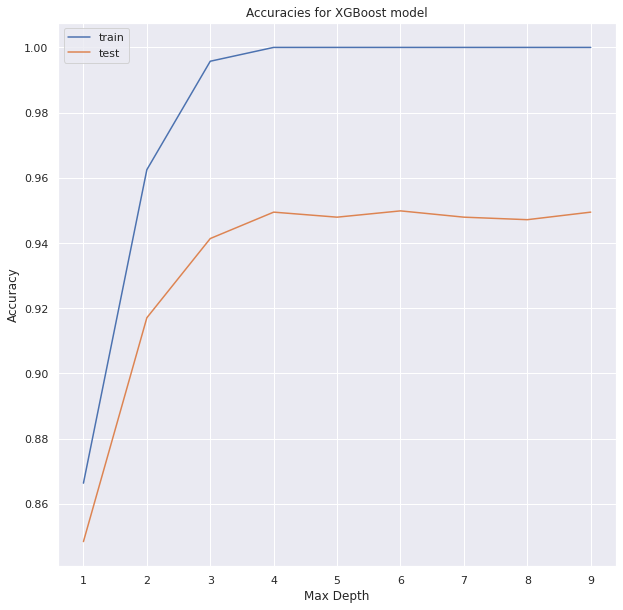 Accuracies for XGBoost model
train
test
1.00
0.98
0.96
0.94
0.92
0.90
0.88
0.86
Accuracy
1 2 3 4 5 6 7 8 9
Max Depth